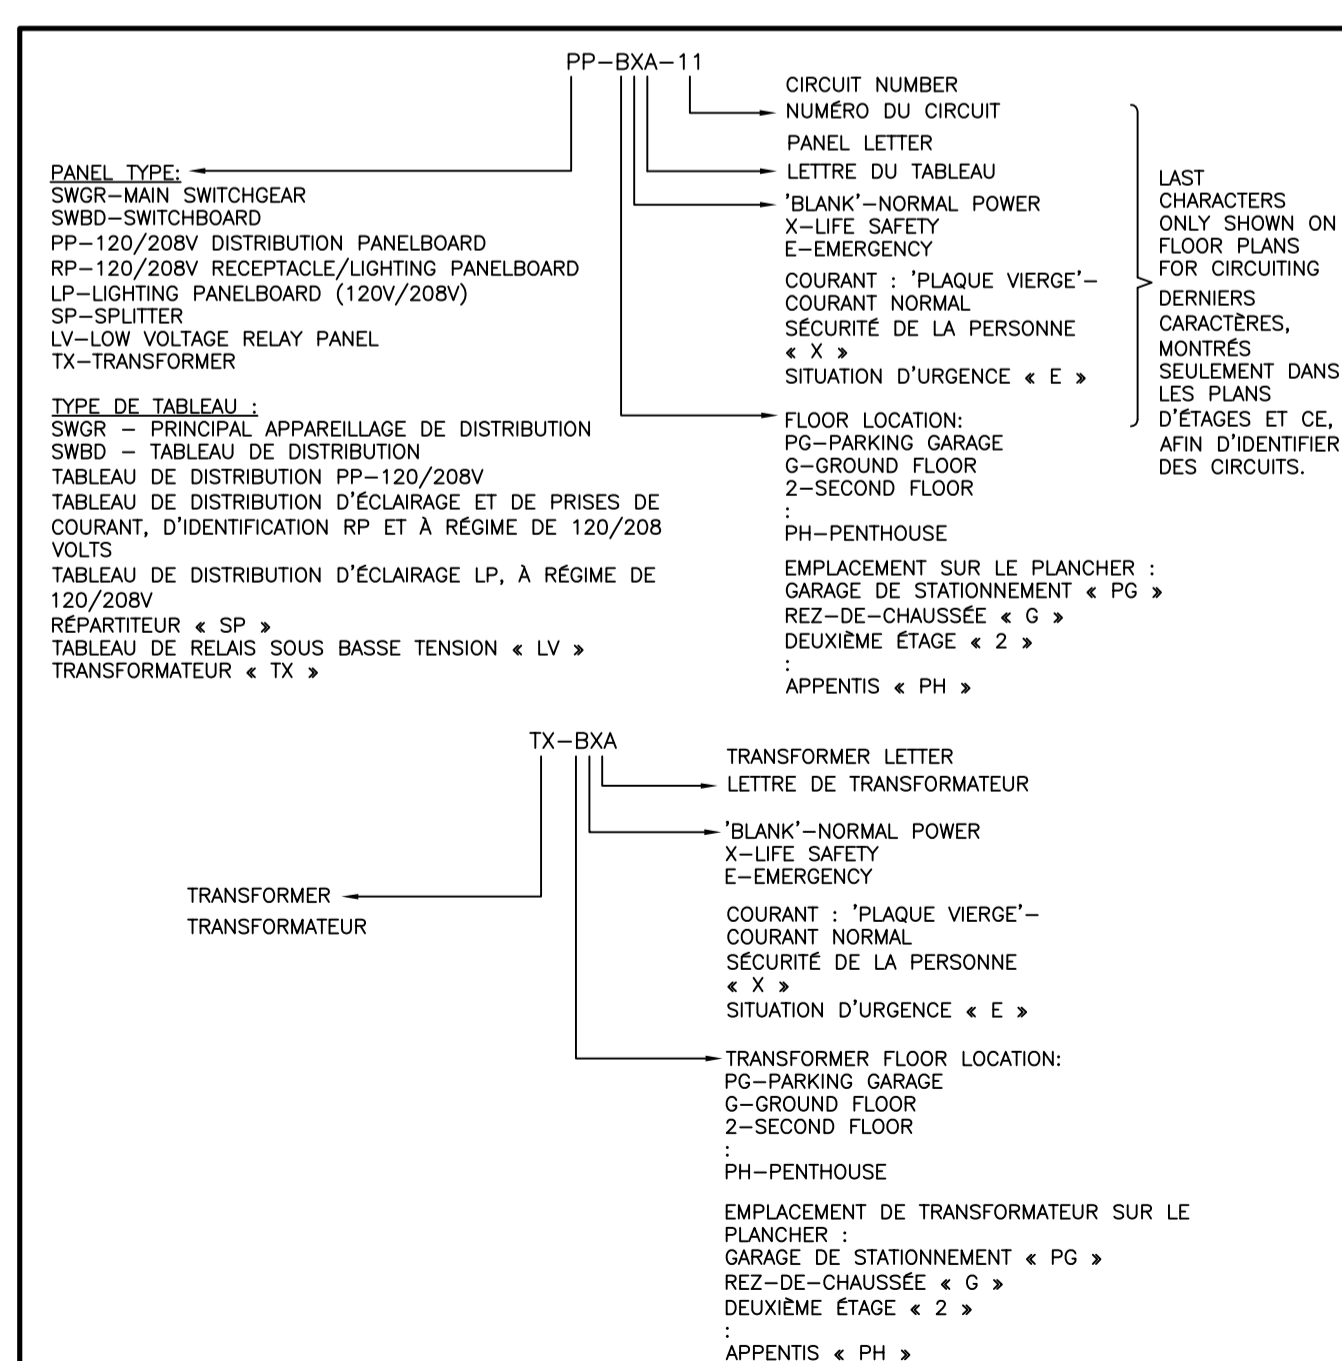 PP-BXA-11
PANEL TYPE:
SWGR-MAIN SWITCHGEAR
SWBD-SWITCHBOARD
PP-120/208V DISTRIBUTION PANELBOARD
RP-120/208V RECEPTACLE/LIGHTING PANELBOARD
LP-LIGHTING PANELBOARD (120V/208V)
SP-SPLITTER
LV-LOW VOLTAGE RELAY PANEL
TX-TRANSFORMER
TYPE DE TABLEAU :
SWGR - PRINCIPAL APPAREILLAGE DE DISTRIBUTION
SWBD - TABLEAU DE DISTRIBUTION
TABLEAU DE DISTRIBUTION PP-120/208V
TABLEAU DE DISTRIBUTION D'ÉCLAIRAGE ET DE PRISES DE
COURANT, D'IDENTIFICATION RP ET À RÉGIME DE 120/208
VOLTS
TABLEAU DE DISTRIBUTION D'ÉCLAIRAGE LP, À RÉGIME DE
120/208V
RÉPARTITEUR « SP »
TABLEAU DE RELAIS SOUS BASSE TENSION « LV »
TRANSFORMATEUR « TX »
CIRCUIT NUMBER
NUMÉRO DU CIRCUIT
PANEL LETTER
LETTRE DU TABLEAU
'BLANK'-NORMAL POWER
X-LIFE SAFETY
E-EMERGENCY
COURANT : 'PLAQUE VIERGE'-
COURANT NORMAL
SÉCURITÉ DE LA PERSONNE
« X »
SITUATION D'URGENCE « E »
FLOOR LOCATION:
PG-PARKING GARAGE
G-GROUND FLOOR
2-SECOND FLOOR
:
PH-PENTHOUSE
EMPLACEMENT SUR LE PLANCHER :
GARAGE DE STATIONNEMENT « PG »
REZ-DE-CHAUSSÉE « G »
DEUXIÈME ÉTAGE « 2 »
:
APPENTIS « PH »
LAST
CHARACTERS
ONLY SHOWN ON
FLOOR PLANS
FOR CIRCUITING
DERNIERS
CARACTÈRES,
MONTRÉS
SEULEMENT DANS
LES PLANS
D'ÉTAGES ET CE,
AFIN D'IDENTIFIER
DES CIRCUITS.
TX-BXA
TRANSFORMER
TRANSFORMATEUR
TRANSFORMER LETTER
LETTRE DE TRANSFORMATEUR
'BLANK'-NORMAL POWER
X-LIFE SAFETY
E-EMERGENCY
COURANT : 'PLAQUE VIERGE'-
COURANT NORMAL
SÉCURITÉ DE LA PERSONNE
« X »
SITUATION D'URGENCE « E »
TRANSFORMER FLOOR LOCATION:
PG-PARKING GARAGE
G-GROUND FLOOR
2-SECOND FLOOR
:
PH-PENTHOUSE
EMPLACEMENT DE TRANSFORMATEUR SUR LE
PLANCHER :
GARAGE DE STATIONNEMENT « PG »
REZ-DE-CHAUSSÉE « G »
DEUXIÈME ÉTAGE « 2 »
:
APPENTIS « PH »